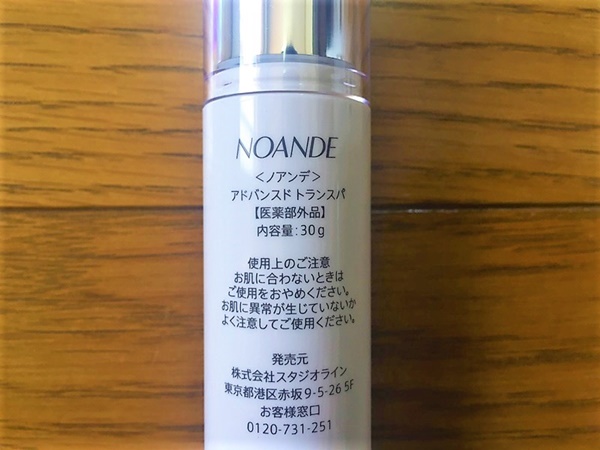 NOANDE
＜ノアンデ＞
アドバンスド トランスパ
【医薬部外品】
内容量：30g
使用上のご注意
お肌に合わないときは
ご使用をおやめください。
お肌に異常が生じていないか
よく注意してご使用ください。
発売元
株式会社スタジオライン
東京都港区赤坂9-5-26 5F
お客様窓口
0120-731-251